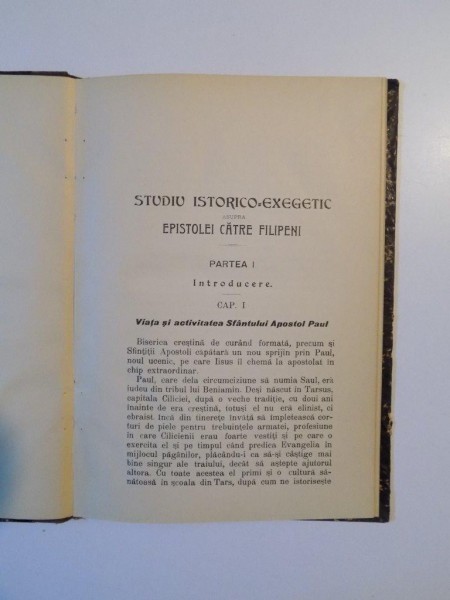 STUDIU ISTORICO-EXEGETIC
ASUPRA
EPISTOLEI CĂTRE FILIPENI
PARTEA I
Introducere.
CAP. I
Viața și activitatea Sfântului Apostol Paul
Biserica creștină de curând formată, precum și
Sfinții Apostoli capătară un nou sprijin prin Paul,
noul ucenic, pe care Iisus îl chemă la apostolat în
chip extraordinar.
Paul, care dela circumciziune să numia Saul, era
iudeu din tribul lui Beniamin. Deși născut in Tarsus,
capitala Ciliciei, după o veche tradiție, cu doui ani
înainte de era creștină, totuși el nu era elinist, ci
obraist. Incă din tinerețe învăță să împletească cor-
turi de piele pentru trebuințele armatei, profesiune
în care Cilicienii erau foarte vestiți și pe care o
exercita el și pe timpul când predica Evangelia în
mijlocul păgânilor, plăcându-i ca să-și câștige mai
bine singur ale traiului, decât să aștepte ajutorul
altora. Cu toate acestea el primi și o cultură să-
nătoasă în școala din Tars, după cum ne istorisește